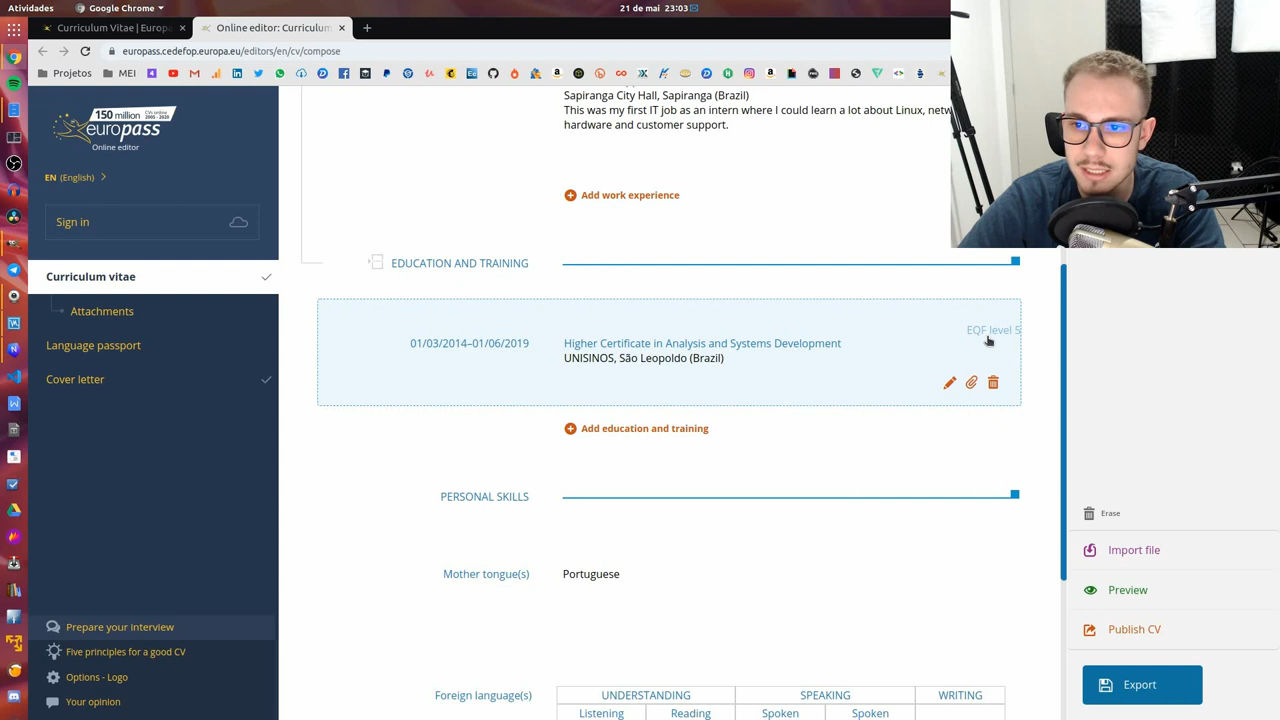 Atividades
Google Chrome
21 de mai 23:03
Curriculum Vitae | Europ
Online editor: Curriculum
europass.cedefop.europa.eu/editors/en/cv/compose
Projetos
MEI
150 million
CVs online
2005-2020
europass
Online editor
EN (English)
Sign in
Curriculum vitae
Attachments
Language passport
Cover letter
Prepare your interview
Five principles for a good CV
Options - Logo
Your opinion
Sapiranga City Hall, Sapiranga (Brazil)
This was my first IT job as an intern where I could learn a lot about Linux, netw
hardware and customer support.
Add work experience
EDUCATION AND TRAINING
EQF level 5
01/03/2014–01/06/2019
Higher Certificate in Analysis and Systems Development
UNISINOS, São Leopoldo (Brazil)
Add education and training
PERSONAL SKILLS
Mother tongue(s)
Portuguese
Foreign language(s)
UNDERSTANDING
SPEAKING
WRITING
Listening
Reading
Spoken
Spoken
Erase
Import file
Preview
Publish CV
Export